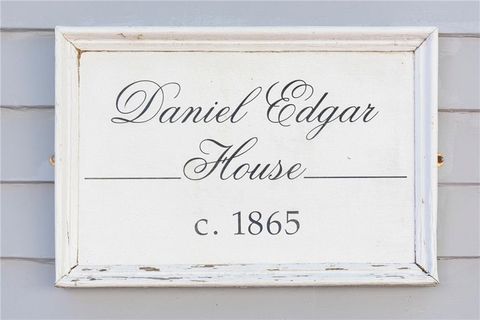 Daniel Edgar
House
c. 1865